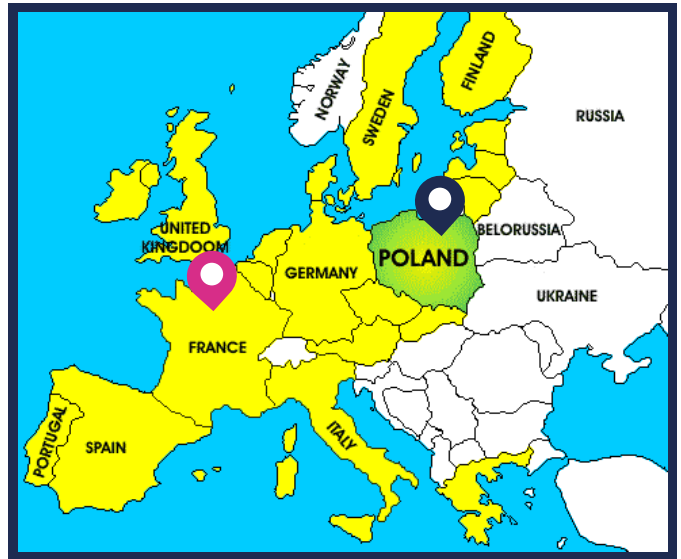 NORWAY
SWEDEN
FINLAND
RUSSIA
UNITED
KINGDOOM
GERMANY
POLAND
BELORUSSIA
UKRAINE
FRANCE
PORTUGAL
SPAIN
ITALY